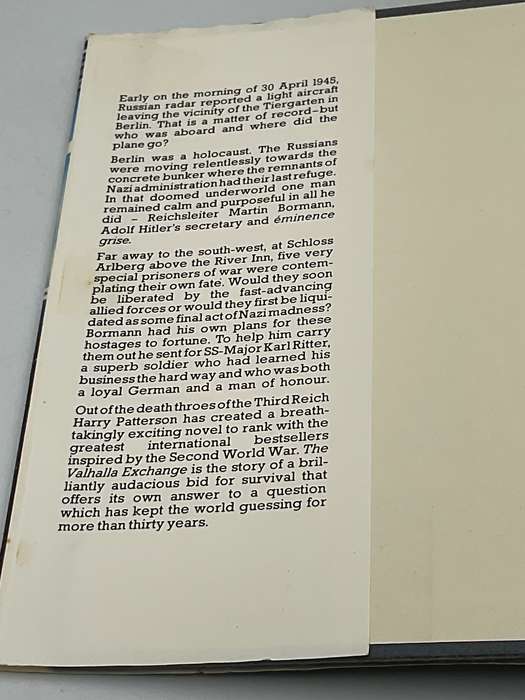 Early on the morning of 30 April 1945,
Russian radar reported a light aircraft
leaving the vicinity of the Tiergarten in
Berlin. That is a matter of record – but
who was aboard and where did the
plane go?
Berlin was a holocaust. The Russians
were moving relentlessly towards the
concrete bunker where the remnants of
Nazi administration had their last refuge.
In that doomed underworld one man
remained calm and purposeful in all he
did – Reichsleiter Martin Bormann,
Adolf Hitler's secretary and éminence
grise.
Far away to the south-west, at Schloss
Arlberg above the River Inn, five very
special prisoners of war were contem-
plating their own fate. Would they soon
be liberated by the fast-advancing
allied forces or would they first be liqui-
dated as some final act of Nazi madness?
Bormann had his own plans for these
hostages to fortune. To help him carry
them out he sent for SS-Major Karl Ritter,
a superb soldier who had learned his
business the hard way and who was both
a loyal German and a man of honour.
Out of the death throes of the Third Reich
Harry Patterson has created a breath-
takingly exciting novel to rank with the
greatest international bestsellers
inspired by the Second World War. The
Valhalla Exchange is the story of a bril-
liantly audacious bid for survival that
offers its own answer to a question
which has kept the world guessing for
more than thirty years.